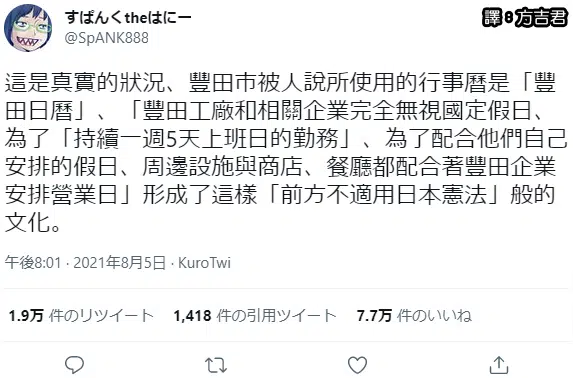 すぱんくtheはにー
譯:方吉君
@SpANK888
這是真實的狀況、豐田市被人說所使用的行事曆是「豐
田日曆」、「豐田工廠和相關企業完全無視國定假日、
為了「持續一週5天上班日的勤務」、為了配合他們自己
安排的假日、周邊設施與商店、餐廳都配合著豐田企業
安排營業日」形成了這樣「前方不適用日本憲法」般的
文化。
午後8:01 · 2021年8月5日 · KuroTwi
1.9万 件のリツイート 1,418 件の引用ツイート 7.7万 件のいいね